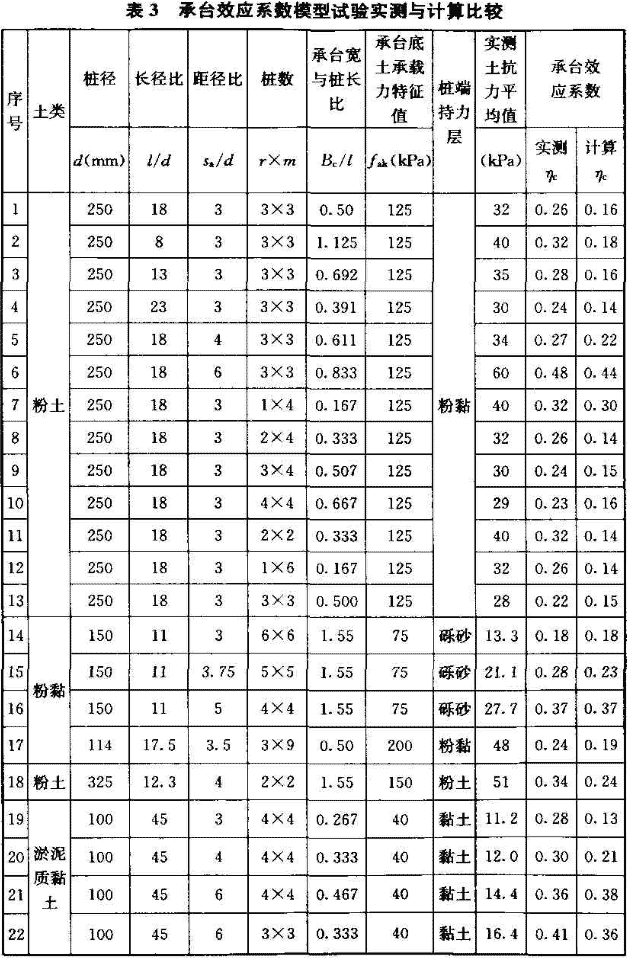 表 3 承台效应系数模型试验实测与计算比较
序号 土类 桩径 长径比 距径比 桩数 承台宽与桩长比 承台底土承载力特征值 桩端持力层 实测土抗力平均值 承台效应系数
d(mm) l/d sa/d r×m Bc/l fak(kPa) (kPa) 实测ηc 计算ηc
1 粉土 250 18 3 3×3 0.50 125 粉黏 32 0.26 0.16
2 250 8 3 3×3 1.125 125 40 0.32 0.18
3 250 13 3 3×3 0.692 125 35 0.28 0.16
4 250 23 3 3×3 0.391 125 30 0.24 0.14
5 250 18 4 3×3 0.611 125 34 0.27 0.22
6 250 18 6 3×3 0.833 125 60 0.48 0.44
7 250 18 3 1×4 0.167 125 40 0.32 0.30
8 250 18 3 2×4 0.333 125 32 0.26 0.14
9 250 18 3 3×4 0.507 125 30 0.24 0.15
10 250 18 3 4×4 0.667 125 29 0.23 0.16
11 250 18 3 2×2 0.333 125 40 0.32 0.14
12 250 18 3 1×6 0.167 125 32 0.26 0.14
13 250 18 3 3×3 0.500 125 28 0.22 0.15
14 粉黏 150 11 3 6×6 1.55 75 砾砂 13.3 0.18 0.18
15 150 11 3.75 5×5 1.55 75 砾砂 21.1 0.28 0.23
16 150 11 5 4×4 1.55 75 砾砂 27.7 0.37 0.37
17 114 17.5 3.5 3×9 0.50 200 粉黏 48 0.24 0.19
18 粉土 325 12.3 4 2×2 1.55 150 粉土 51 0.34 0.24
19 淤泥质黏土 100 45 3 4×4 0.267 40 黏土 11.2 0.28 0.13
20 100 45 4 4×4 0.333 40 黏土 12.0 0.30 0.21
21 100 45 6 4×4 0.467 40 黏土 14.4 0.36 0.38
22 100 45 6 3×3 0.333 40 黏土 16.4 0.41 0.36